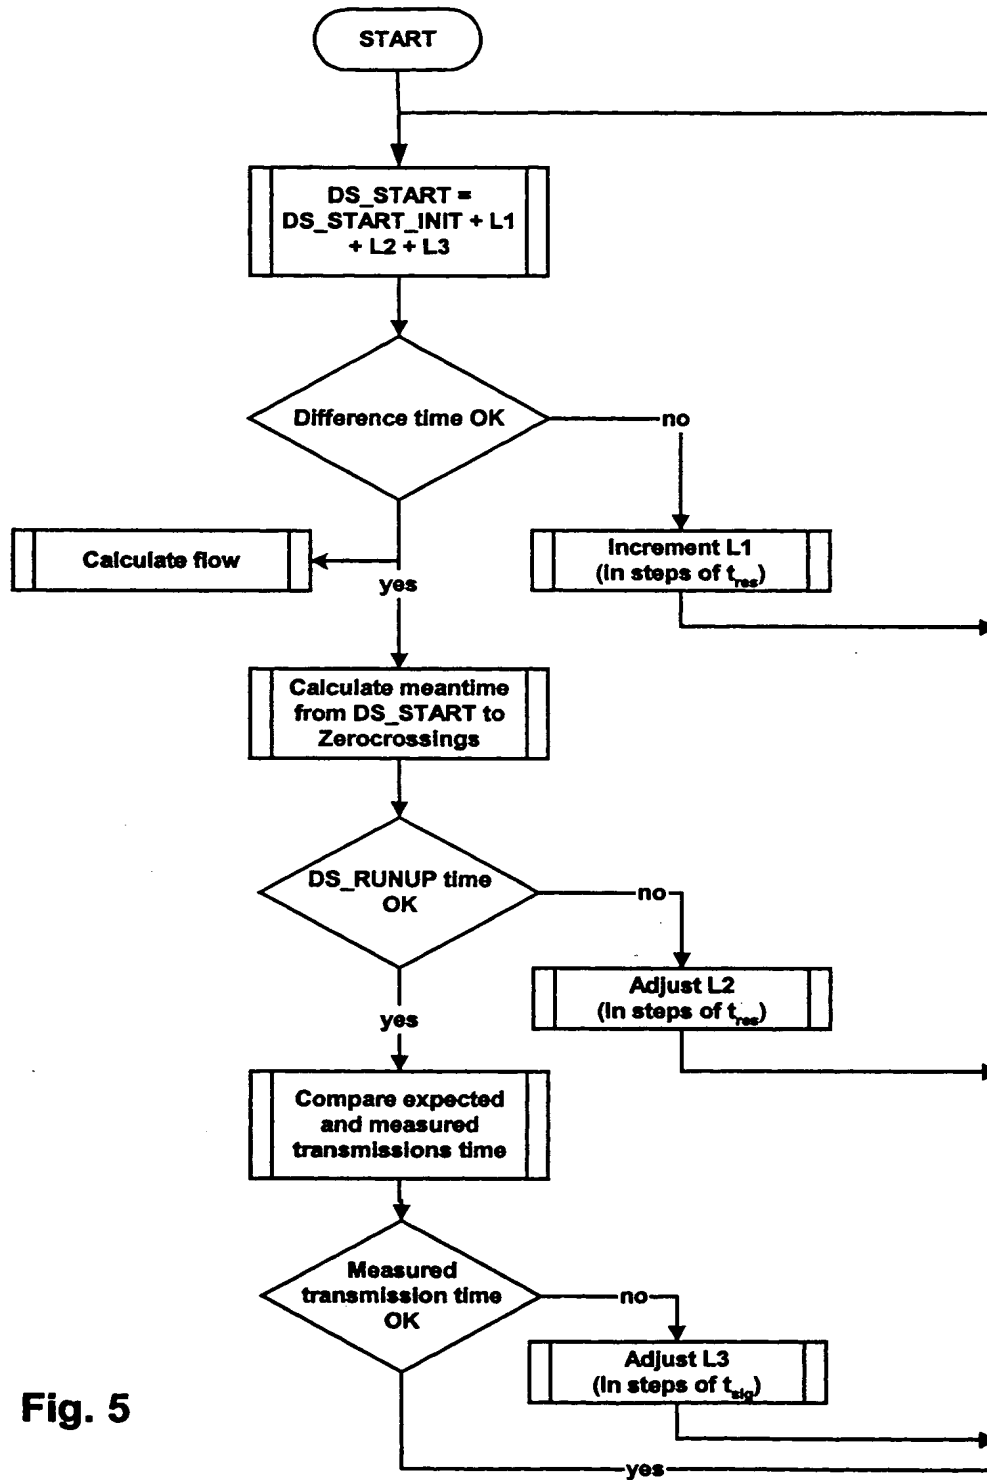 START
DS_START =
DS_START_INIT + L1
+ L2 + L3
Difference time OK
no
Calculate flow
yes
Increment L1
(in steps of tres)
Calculate meantime
from DS_START to
Zerocrossings
DS_RUNUP time
OK
no
yes
Adjust L2
(in steps of tres)
Compare expected
and measured
transmissions time
Measured
transmission time
OK
no
Adjust L3
(in steps of tsig)
yes
Fig. 5